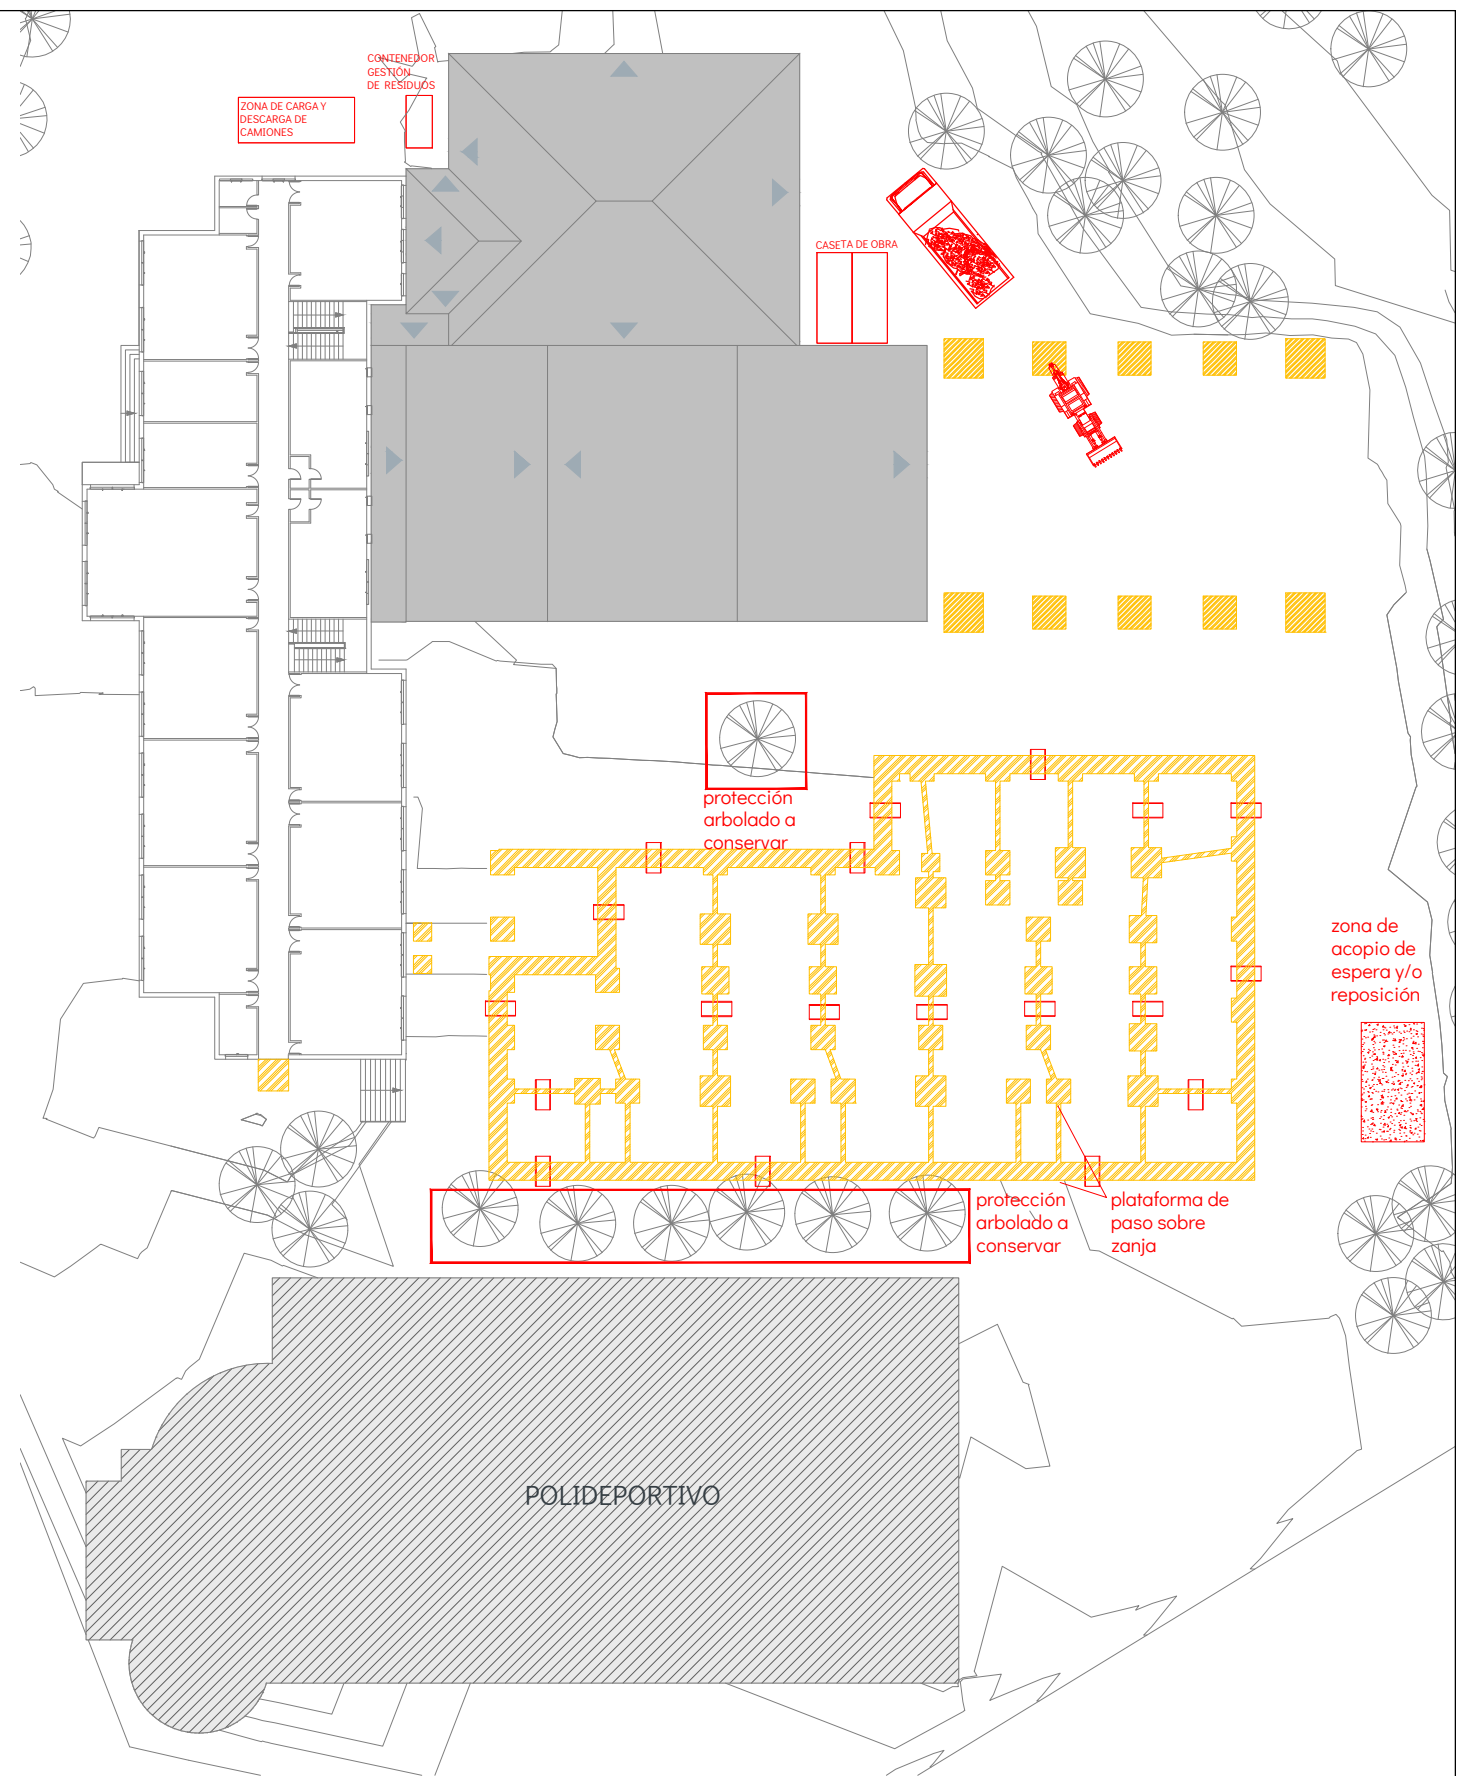 CONTENEDOR
GESTIÓN
DE RESIDUOS
ZONA DE CARGA Y
DESCARGA DE
CAMIONES
CASETA DE OBRA
protección
arbolado a
conservar
zona de
acopio de
espera y/o
reposición
protección
arbolado a
conservar
plataforma de
paso sobre
zanja
POLIDEPORTIVO